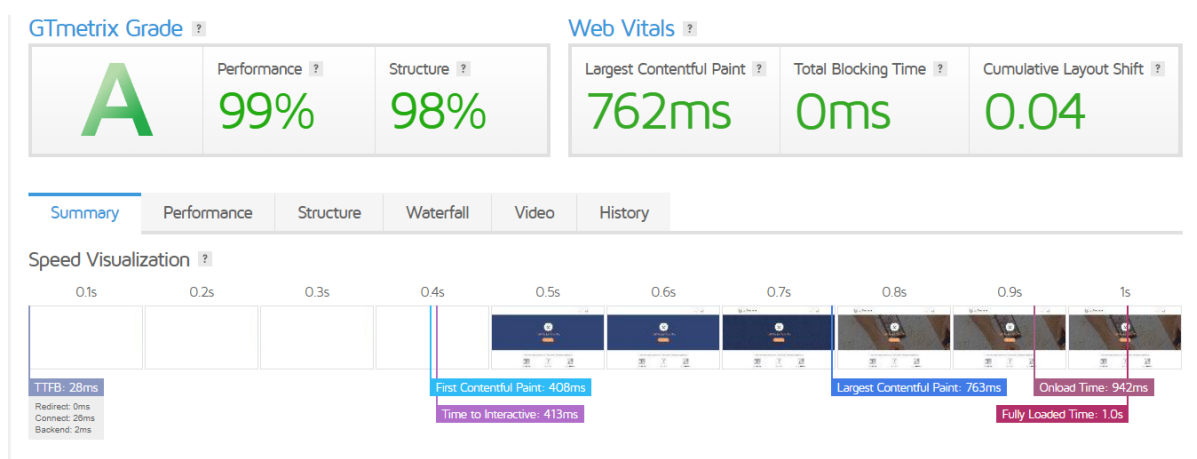 GTmetrix Grade ?
Web Vitals ?
A
Performance ?
99%
Structure ?
98%
Largest Contentful Paint ?
762ms
Total Blocking Time ?
0ms
Cumulative Layout Shift ?
0.04
Summary Performance Structure Waterfall Video History
Speed Visualization ?
0.1s 0.2s 0.3s 0.4s 0.5s 0.6s 0.7s 0.8s 0.9s 1s
TTFB: 28ms
Redirect: 0ms
Connect: 26ms
Backend: 2ms
First Contentful Paint: 408ms
Time to Interactive: 413ms
Largest Contentful Paint: 763ms
Onload Time: 942ms
Fully Loaded Time: 1.0s